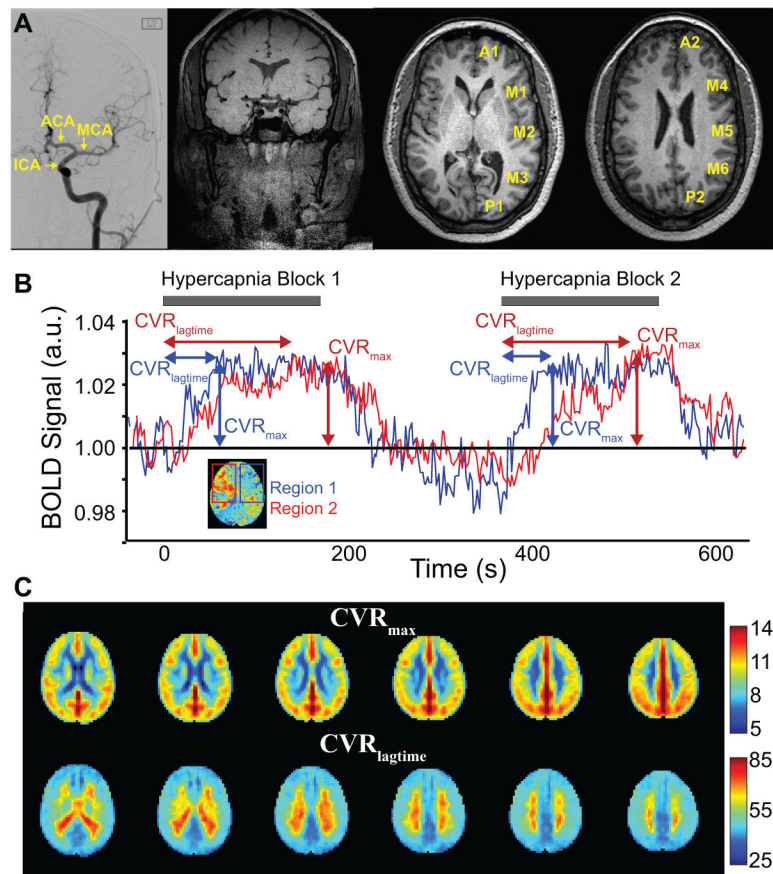 A
LT
ACA
MCA
ICA
A1
M1
M2
M3
P1
A2
M4
M5
M6
P2
B
Hypercapnia Block 1
Hypercapnia Block 2
BOLD Signal (a.u.)
1.04
1.02
1.00
0.98
CVRlagtime
CVRlagtime
CVRmax
CVRmax
CVRlagtime
CVRlagtime
CVRmax
CVRmax
Region 1
Region 2
0
200
400
600
Time (s)
C
CVRmax
14
11
8
5
CVRlagtime
85
55
25